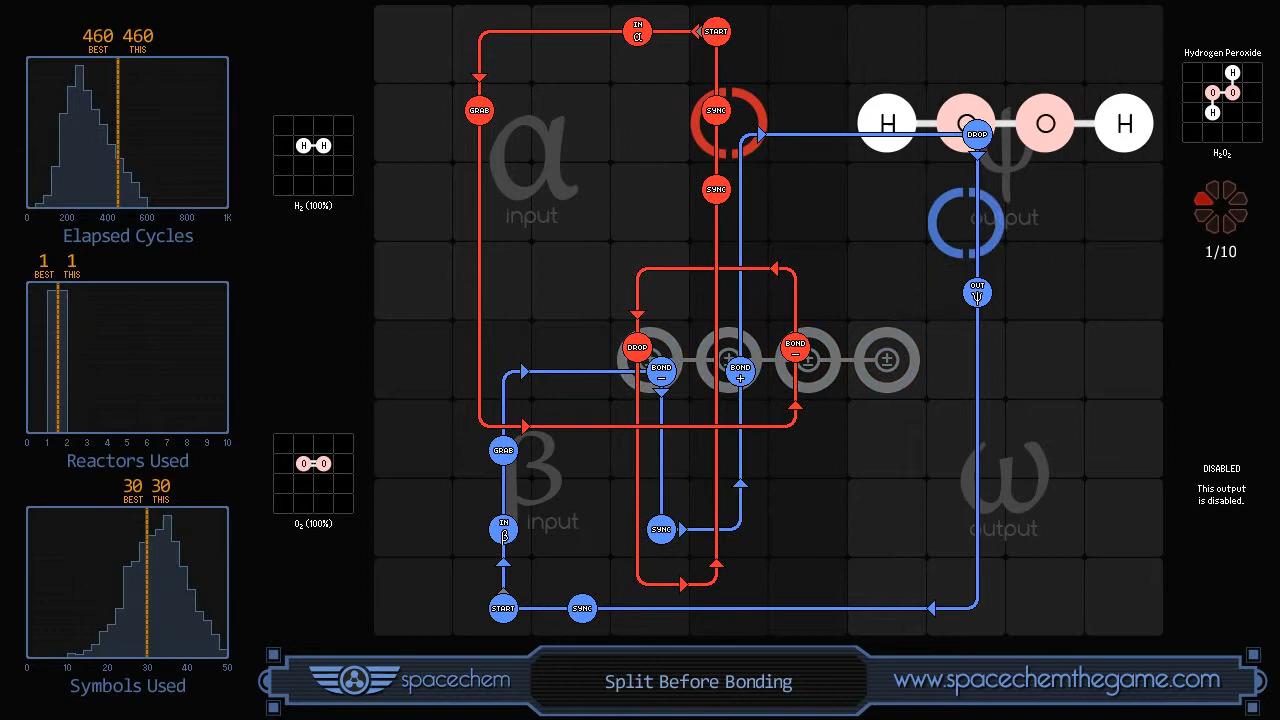 460 460
BEST THIS
0 200 400 600 800 1K
Elapsed Cycles
1 1
BEST THIS
0 1 2 3 4 5 6 7 8 9 10
Reactors Used
30 30
BEST THIS
0 10 20 30 40 50
Symbols Used
H H
H₂ (100%)
O O
O₂ (100%)
IN α
START
GRAB
SYNC
SYNC
α
input
H O O H
DROP
ψ
output
OUT ψ
DROP
BOND −
BOND +
BOND −
GRAB
β
input
IN β
SYNC
START
SYNC
ω
output
Hydrogen Peroxide
H
O O
H
H₂O₂
1/10
DISABLED
This output
is disabled.
spacechem
Split Before Bonding
www.spacechemthegame.com